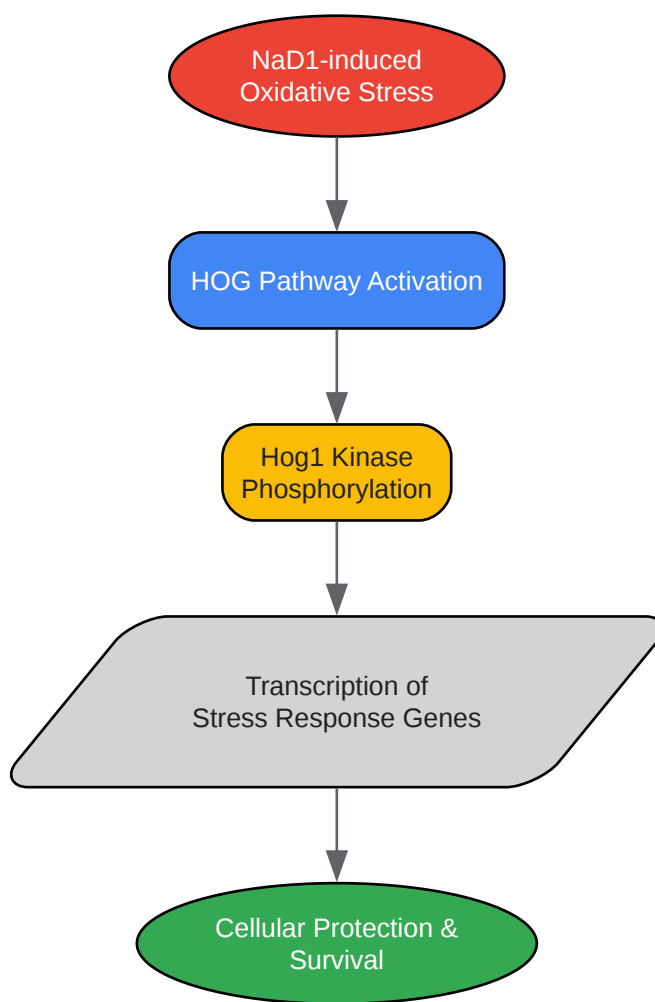 NaD1-induced
Oxidative Stress
HOG Pathway Activation
Hog1 Kinase
Phosphorylation
Transcription of
Stress Response Genes
Cellular Protection &
Survival